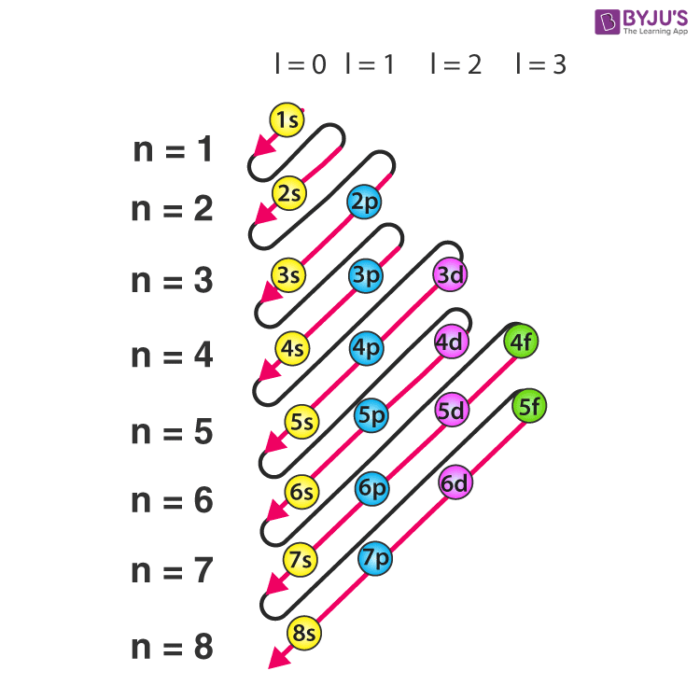 BYJU'S
The Learning App
l = 0 l = 1 l = 2 l = 3
1s
n = 1
2s
n = 2 2p
n = 3 3s 3p 3d
n = 4 4s 4p 4d 4f
n = 5 5s 5p 5d 5f
n = 6 6s 6p 6d
n = 7 7s 7p
n = 8 8s